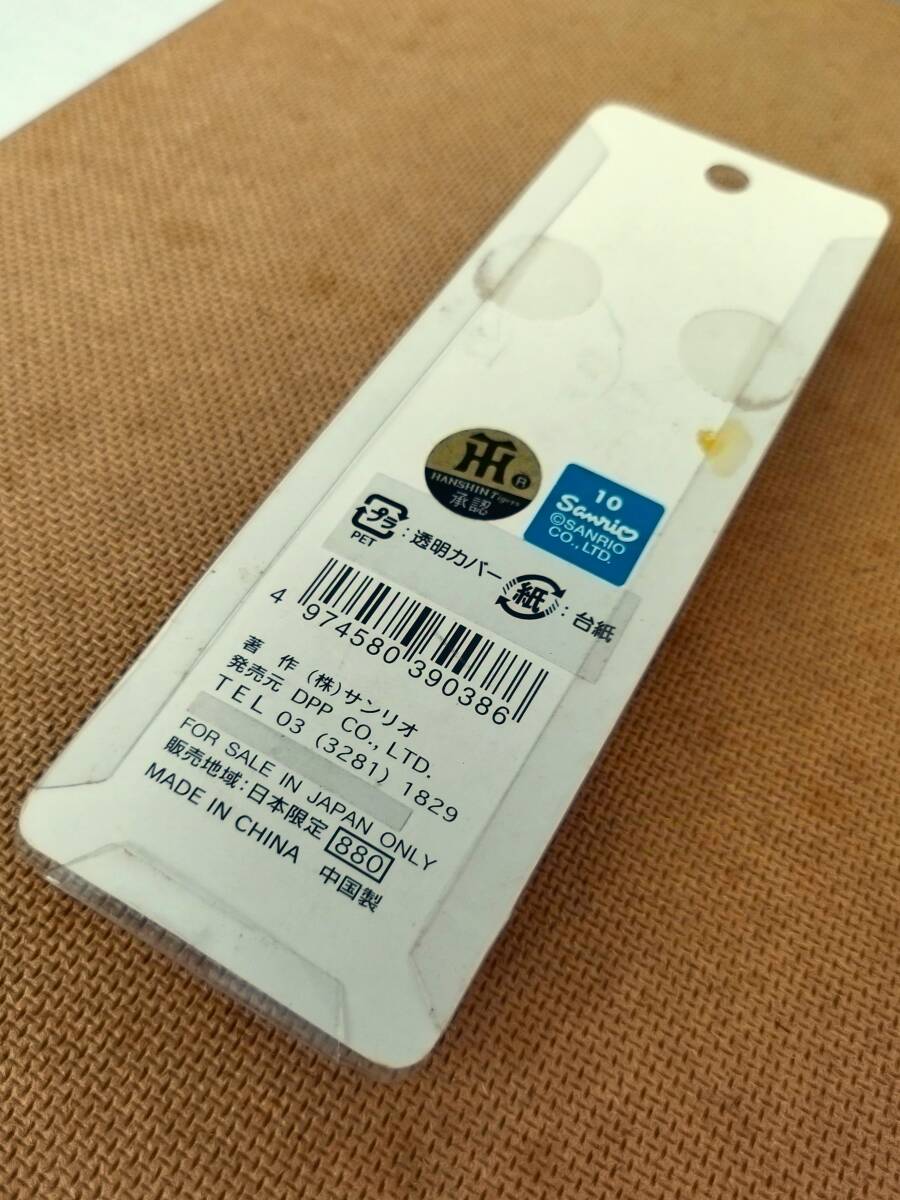 HANSHIN Tigers
承認
®
10
Sanrio
©SANRIO
CO., LTD.
プラ
PET
:透明カバー
紙
:台紙
4 974580 390386
著 作 (株)サンリオ
発売元 DPP CO., LTD.
TEL 03 (3281) 1829
FOR SALE IN JAPAN ONLY
販売地域:日本限定 880
MADE IN CHINA 中国製